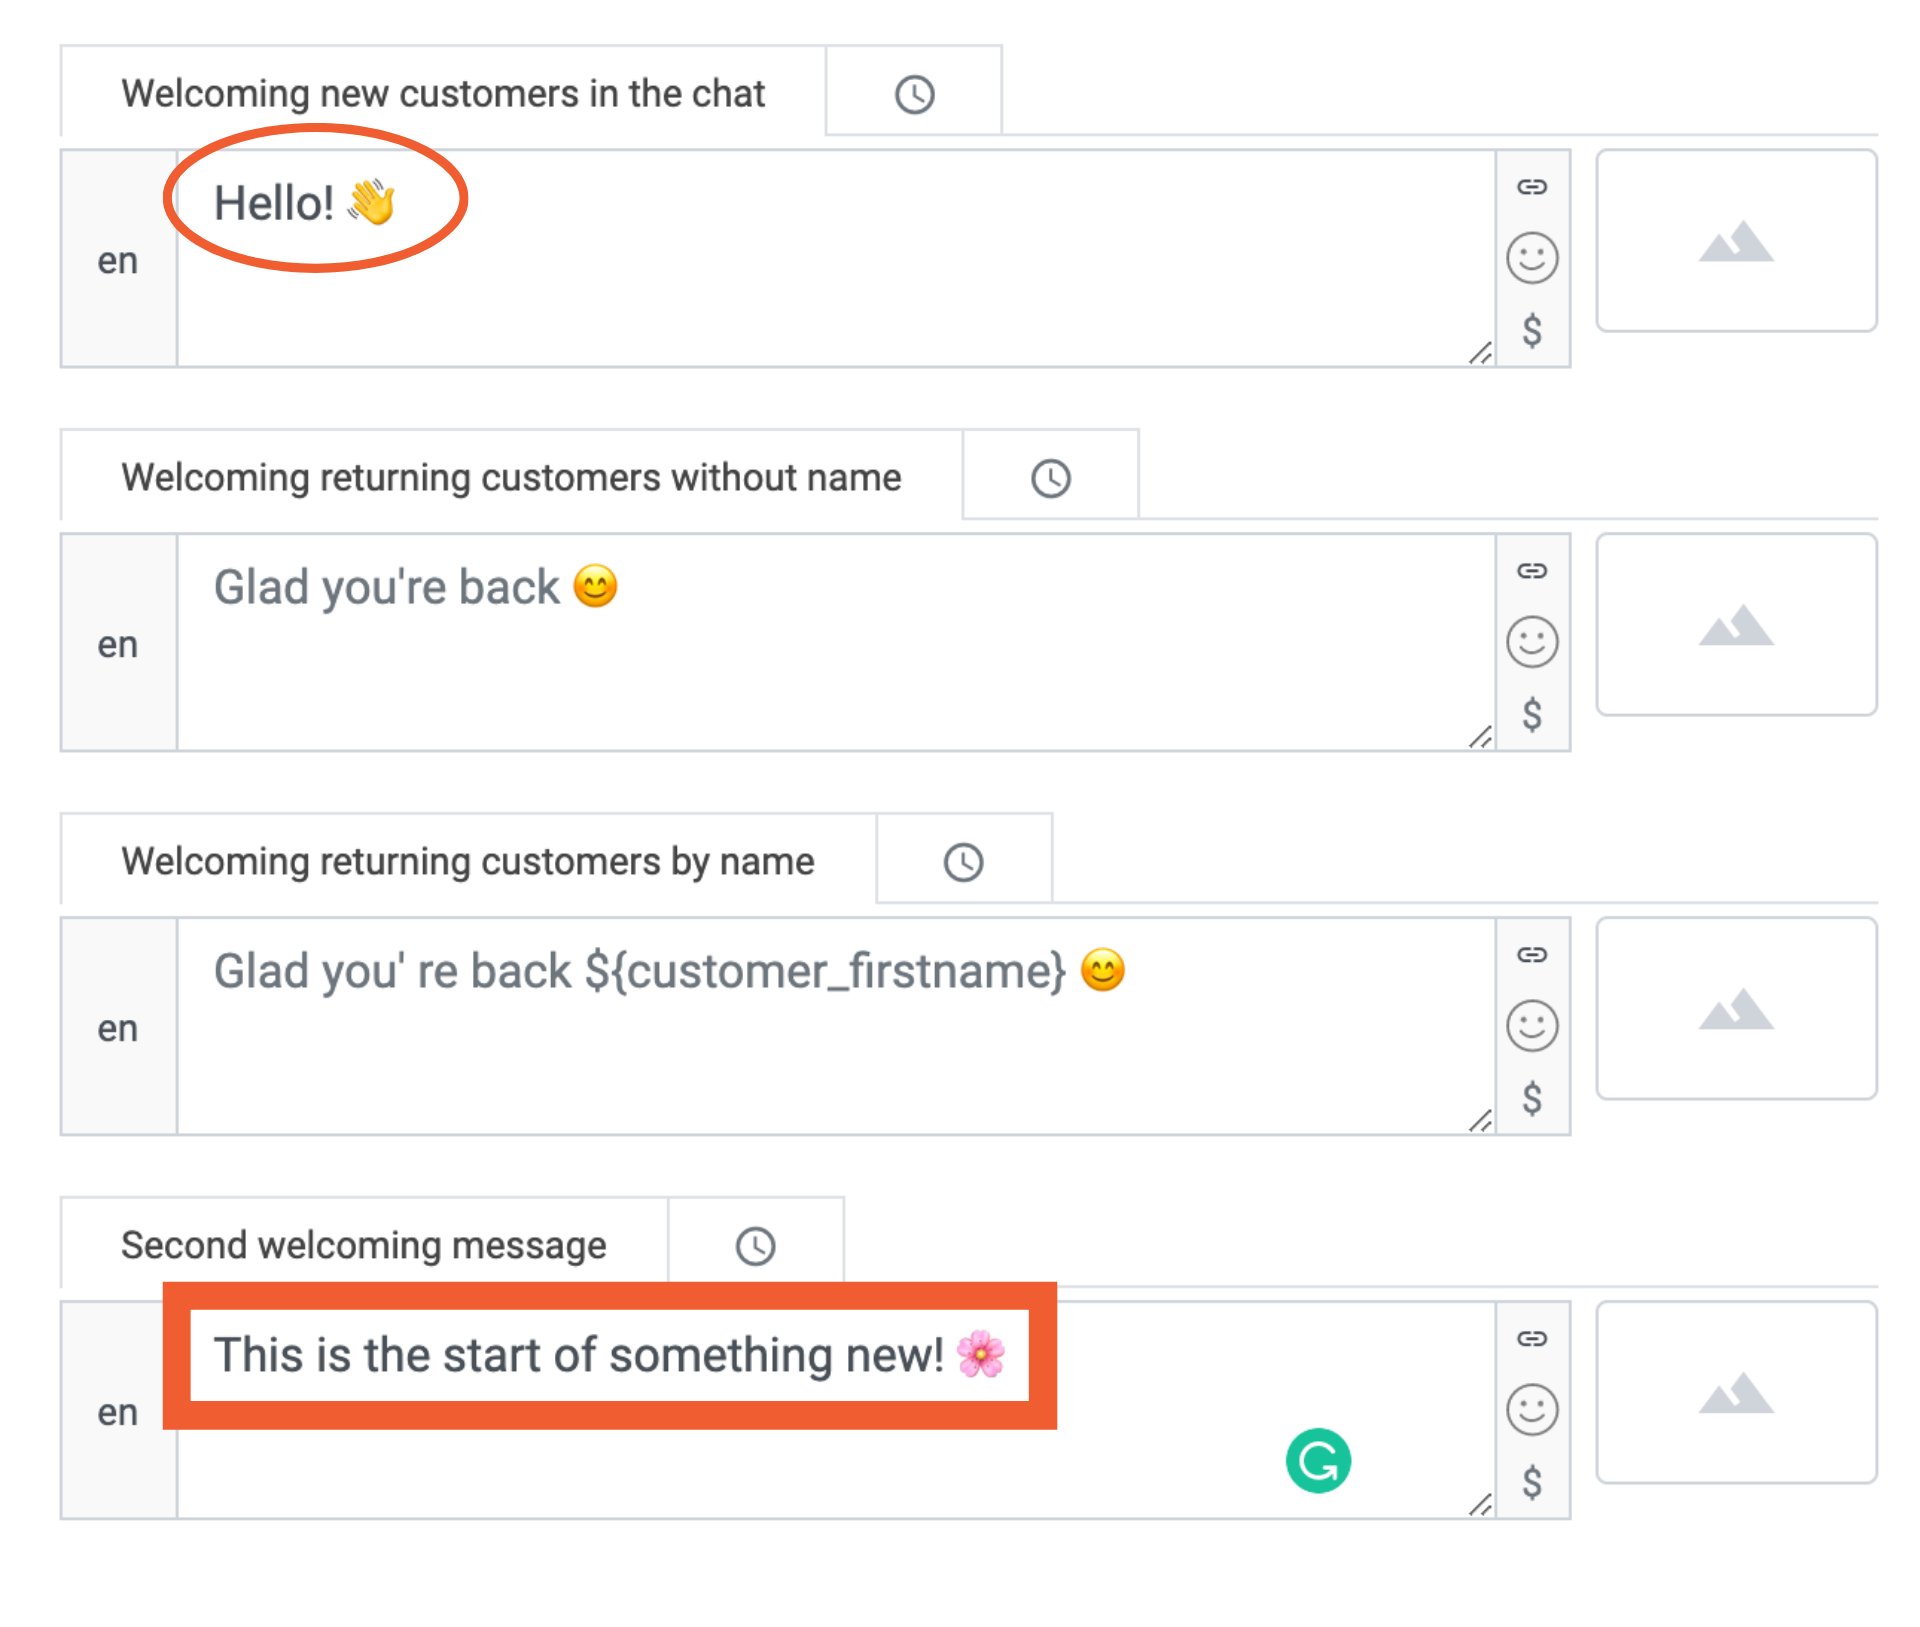 Welcoming new customers in the chat
Hello! 👋
en
$
Welcoming returning customers without name
Glad you're back 😊
en
$
Welcoming returning customers by name
Glad you' re back ${customer_firstname} 😊
en
$
Second welcoming message
This is the start of something new! 🌸
en
$